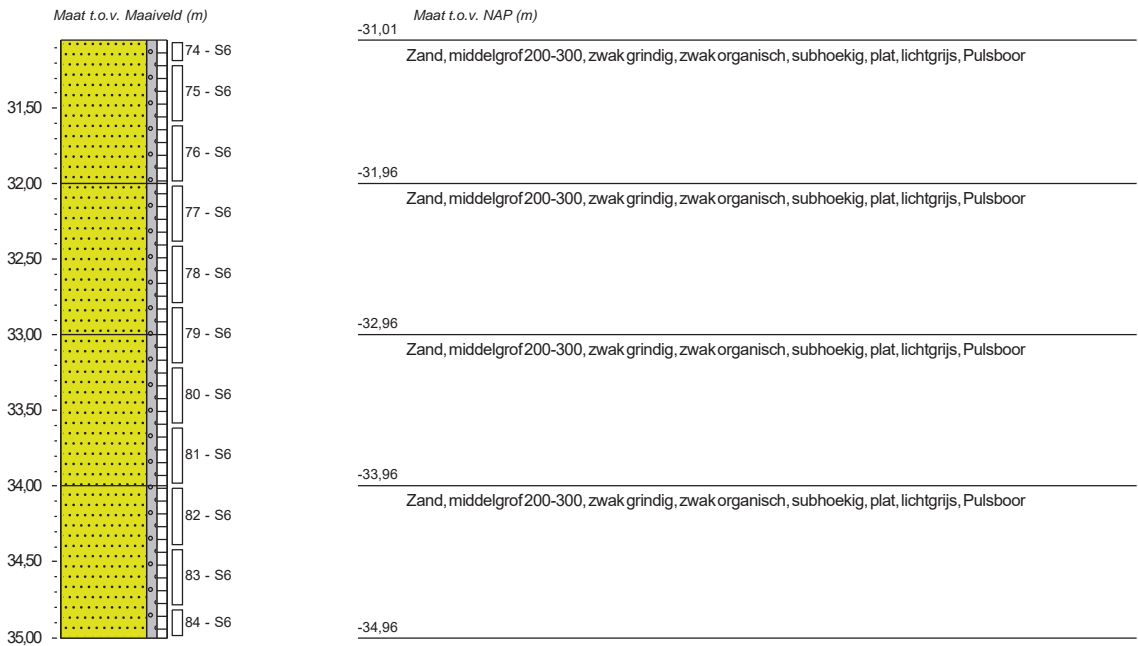 Maat t.o.v. Maaiveld (m)
Maat t.o.v. NAP (m)
-31,01
74 - S6
Zand, middelgrof 200-300, zwak grindig, zwak organisch, subhoekig, plat, lichtgrijs, Pulsboor
75 - S6
31,50
76 - S6
-31,96
32,00
Zand, middelgrof 200-300, zwak grindig, zwak organisch, subhoekig, plat, lichtgrijs, Pulsboor
77 - S6
32,50
78 - S6
-32,96
33,00
79 - S6
Zand, middelgrof 200-300, zwak grindig, zwak organisch, subhoekig, plat, lichtgrijs, Pulsboor
80 - S6
33,50
81 - S6
-33,96
34,00
Zand, middelgrof 200-300, zwak grindig, zwak organisch, subhoekig, plat, lichtgrijs, Pulsboor
82 - S6
34,50
83 - S6
84 - S6
-34,96
35,00